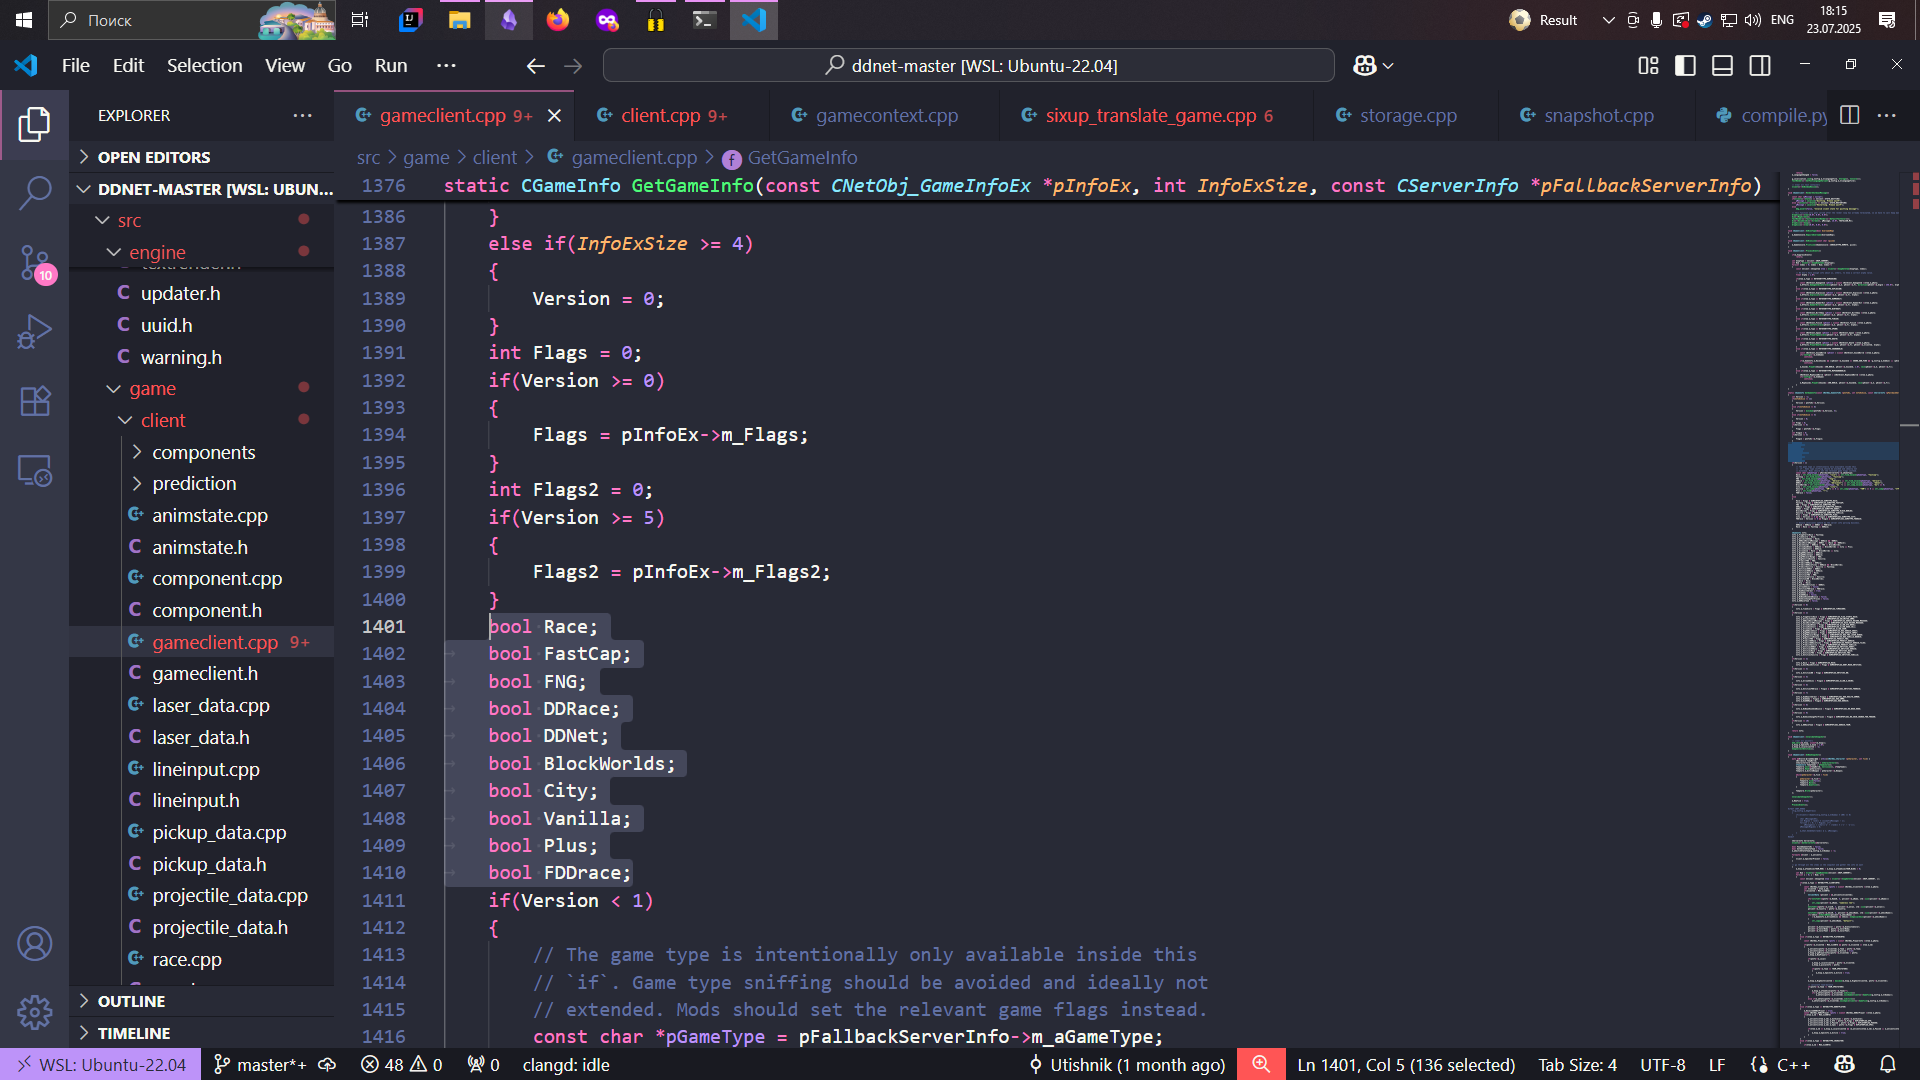 Поиск
Result
ENG
18:15
23.07.2025
File Edit Selection View Go Run ···
ddnet-master [WSL: Ubuntu-22.04]
EXPLORER
gameclient.cpp 9+
client.cpp 9+
gamecontext.cpp
sixup_translate_game.cpp 6
storage.cpp
snapshot.cpp
compile.py
OPEN EDITORS
DDNET-MASTER [WSL: UBUN...
src
engine
updater.h
uuid.h
warning.h
game
client
components
prediction
animstate.cpp
animstate.h
component.cpp
component.h
gameclient.cpp 9+
gameclient.h
laser_data.cpp
laser_data.h
lineinput.cpp
lineinput.h
pickup_data.cpp
pickup_data.h
projectile_data.cpp
projectile_data.h
race.cpp
OUTLINE
TIMELINE
10
src > game > client > gameclient.cpp > GetGameInfo
1376 static CGameInfo GetGameInfo(const CNetObj_GameInfoEx *pInfoEx, int InfoExSize, const CServerInfo *pFallbackServerInfo)
1386 }
1387 else if(InfoExSize >= 4)
1388 {
1389 Version = 0;
1390 }
1391 int Flags = 0;
1392 if(Version >= 0)
1393 {
1394 Flags = pInfoEx->m_Flags;
1395 }
1396 int Flags2 = 0;
1397 if(Version >= 5)
1398 {
1399 Flags2 = pInfoEx->m_Flags2;
1400 }
1401 bool Race;
1402 bool FastCap;
1403 bool FNG;
1404 bool DDRace;
1405 bool DDNet;
1406 bool BlockWorlds;
1407 bool City;
1408 bool Vanilla;
1409 bool Plus;
1410 bool FDDrace;
1411 if(Version < 1)
1412 {
1413 // The game type is intentionally only available inside this
1414 // `if`. Game type sniffing should be avoided and ideally not
1415 // extended. Mods should set the relevant game flags instead.
1416 const char *pGameType = pFallbackServerInfo->m_aGameType;
WSL: Ubuntu-22.04 master*+ 48 0 0 clangd: idle Utishnik (1 month ago) Ln 1401, Col 5 (136 selected) Tab Size: 4 UTF-8 LF {} C++